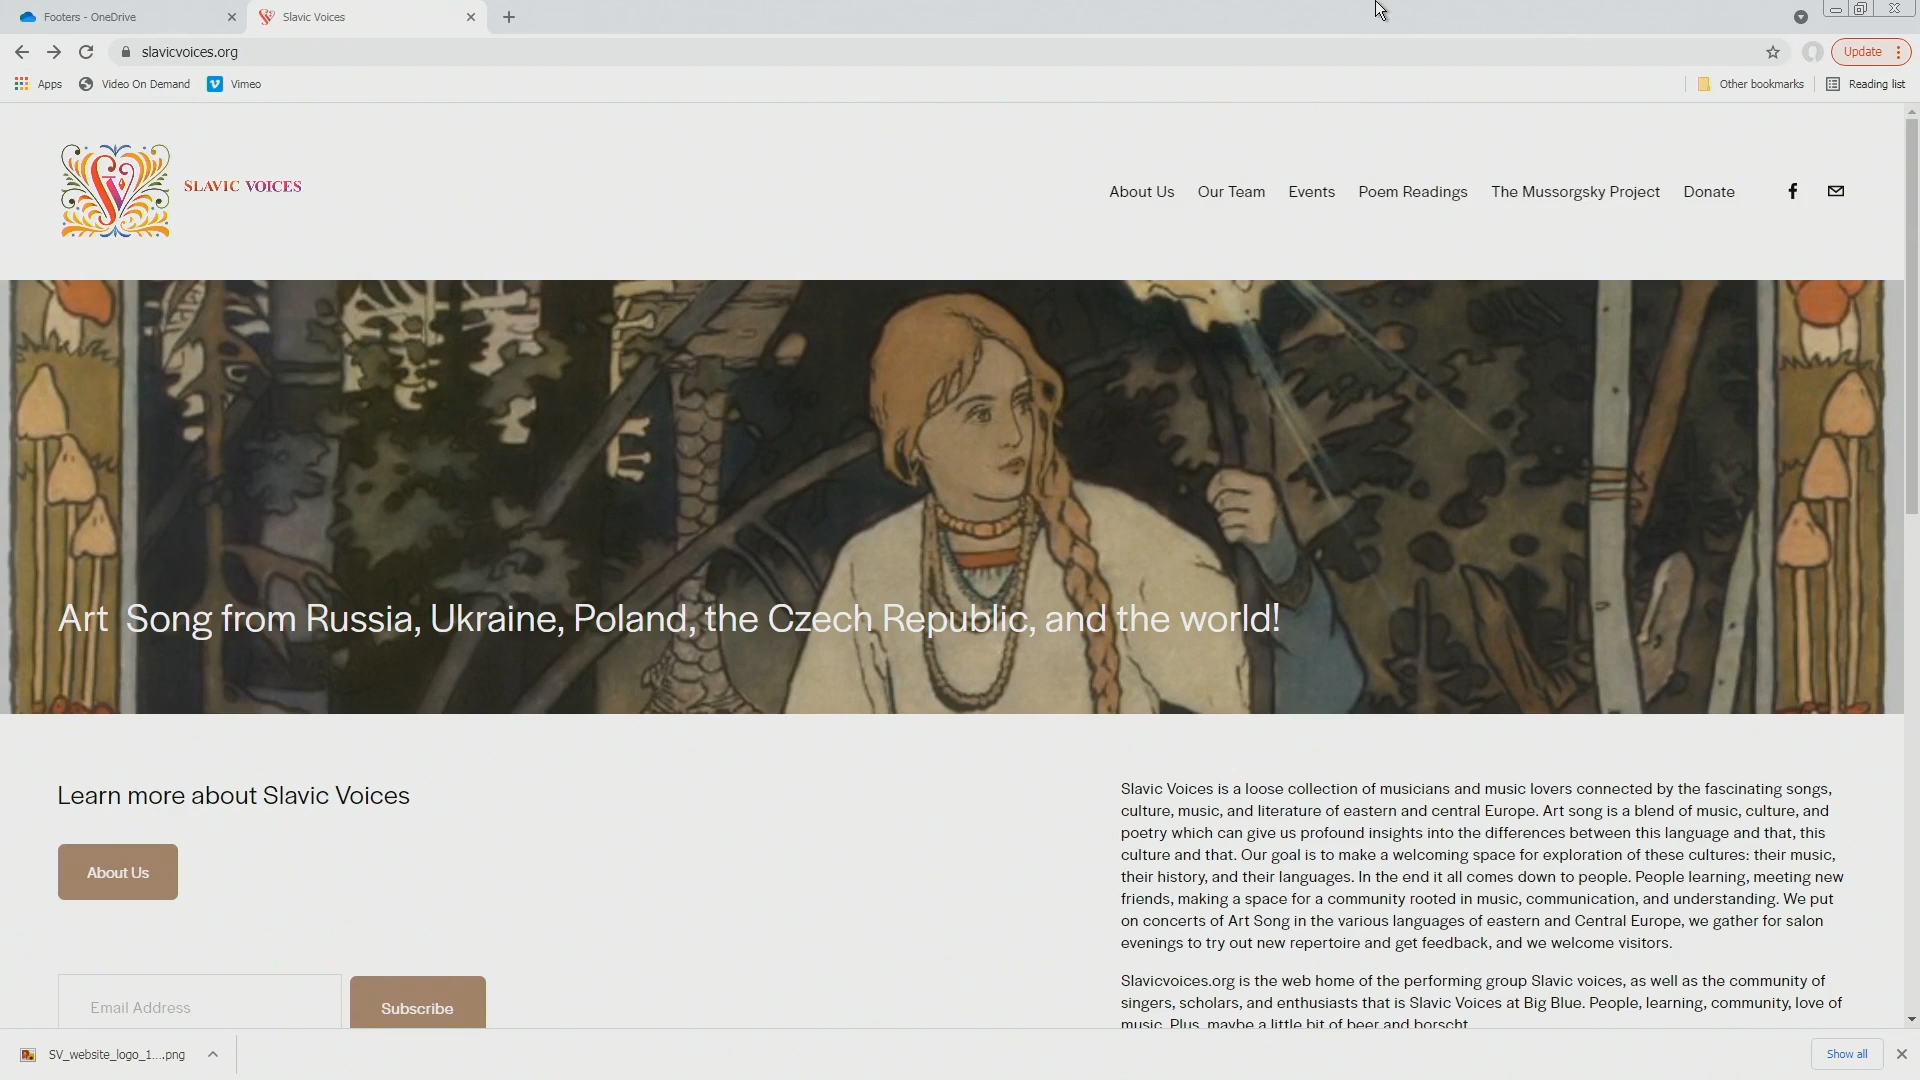 Footers - OneDrive
Slavic Voices
slavicvoices.org
Update
Apps
Video On Demand
Vimeo
Other bookmarks
Reading list
SLAVIC VOICES
About Us
Our Team
Events
Poem Readings
The Mussorgsky Project
Donate
Art Song from Russia, Ukraine, Poland, the Czech Republic, and the world!
Learn more about Slavic Voices
About Us
Email Address
Subscribe
Slavic Voices is a loose collection of musicians and music lovers connected by the fascinating songs,
culture, music, and literature of eastern and central Europe. Art song is a blend of music, culture, and
poetry which can give us profound insights into the differences between this language and that, this
culture and that. Our goal is to make a welcoming space for exploration of these cultures: their music,
their history, and their languages. In the end it all comes down to people. People learning, meeting new
friends, making a space for a community rooted in music, communication, and understanding. We put
on concerts of Art Song in the various languages of eastern and Central Europe, we gather for salon
evenings to try out new repertoire and get feedback, and we welcome visitors.
Slavicvoices.org is the web home of the performing group Slavic voices, as well as the community of
singers, scholars, and enthusiasts that is Slavic Voices at Big Blue. People, learning, community, love of
music. Plus, maybe a little bit of beer and borscht
SV_website_logo_1....png
Show all